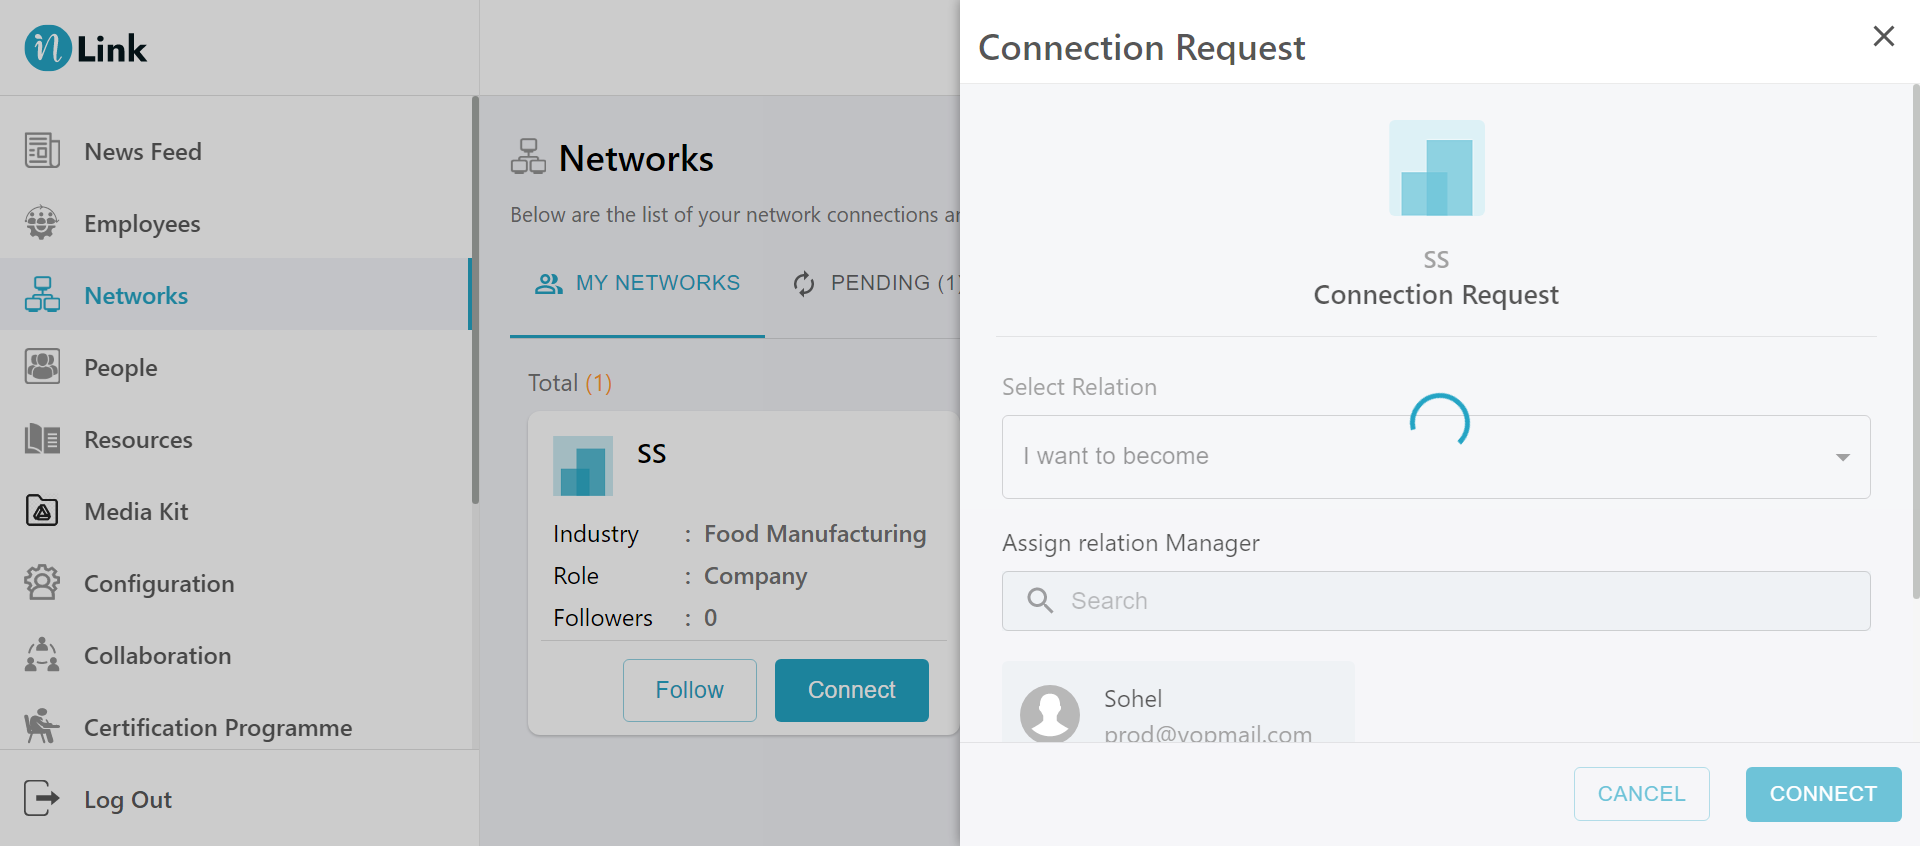 in Link
News Feed
Employees
Networks
People
Resources
Media Kit
Configuration
Collaboration
Certification Programme
Log Out
Networks
Below are the list of your network connections
MY NETWORKS
PENDING (1)
Total (1)
SS
Industry : Food Manufacturing
Role : Company
Followers : 0
Follow
Connect
Connection Request
SS
Connection Request
Select Relation
I want to become
Assign relation Manager
Search
Sohel
prod@yopmail.com
CANCEL
CONNECT